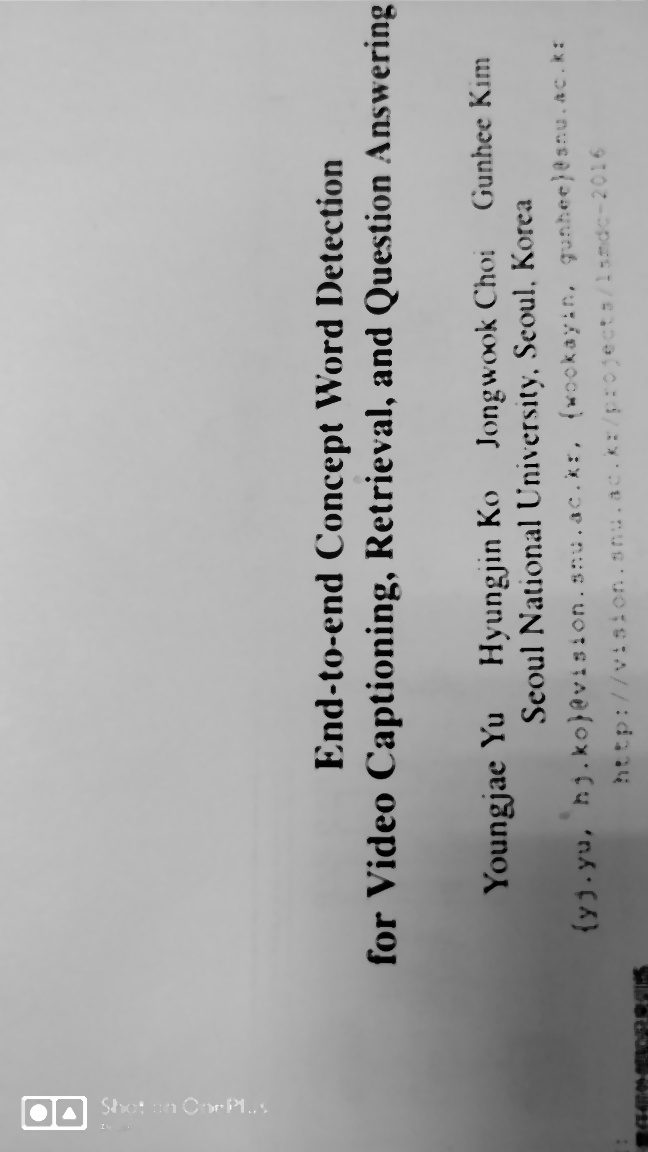 End-to-end Concept Word Detection
for Video Captioning, Retrieval, and Question Answering
Youngjae Yu Hyungjin Ko Jongwook Choi Gunhee Kim
Seoul National University, Seoul, Korea
{yj.yu, hj.ko}@vision.snu.ac.kr, {wookayin, gunhee}@snu.ac.kr
http://vision.snu.ac.kr/projects/lsmdc-2016
Shot on OnePlus